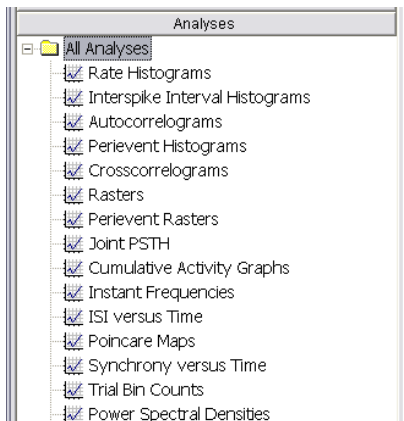 Analyses
All Analyses
Rate Histograms
Interspike Interval Histograms
Autocorrelograms
Perievent Histograms
Crosscorrelograms
Rasters
Perievent Rasters
Joint PSTH
Cumulative Activity Graphs
Instant Frequencies
ISI versus Time
Poincare Maps
Synchrony versus Time
Trial Bin Counts
Power Spectral Densities